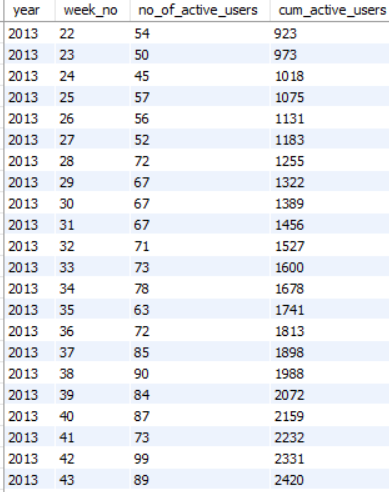 year week_no no_of_active_users cum_active_users
2013 22 54 923
2013 23 50 973
2013 24 45 1018
2013 25 57 1075
2013 26 56 1131
2013 27 52 1183
2013 28 72 1255
2013 29 67 1322
2013 30 67 1389
2013 31 67 1456
2013 32 71 1527
2013 33 73 1600
2013 34 78 1678
2013 35 63 1741
2013 36 72 1813
2013 37 85 1898
2013 38 90 1988
2013 39 84 2072
2013 40 87 2159
2013 41 73 2232
2013 42 99 2331
2013 43 89 2420